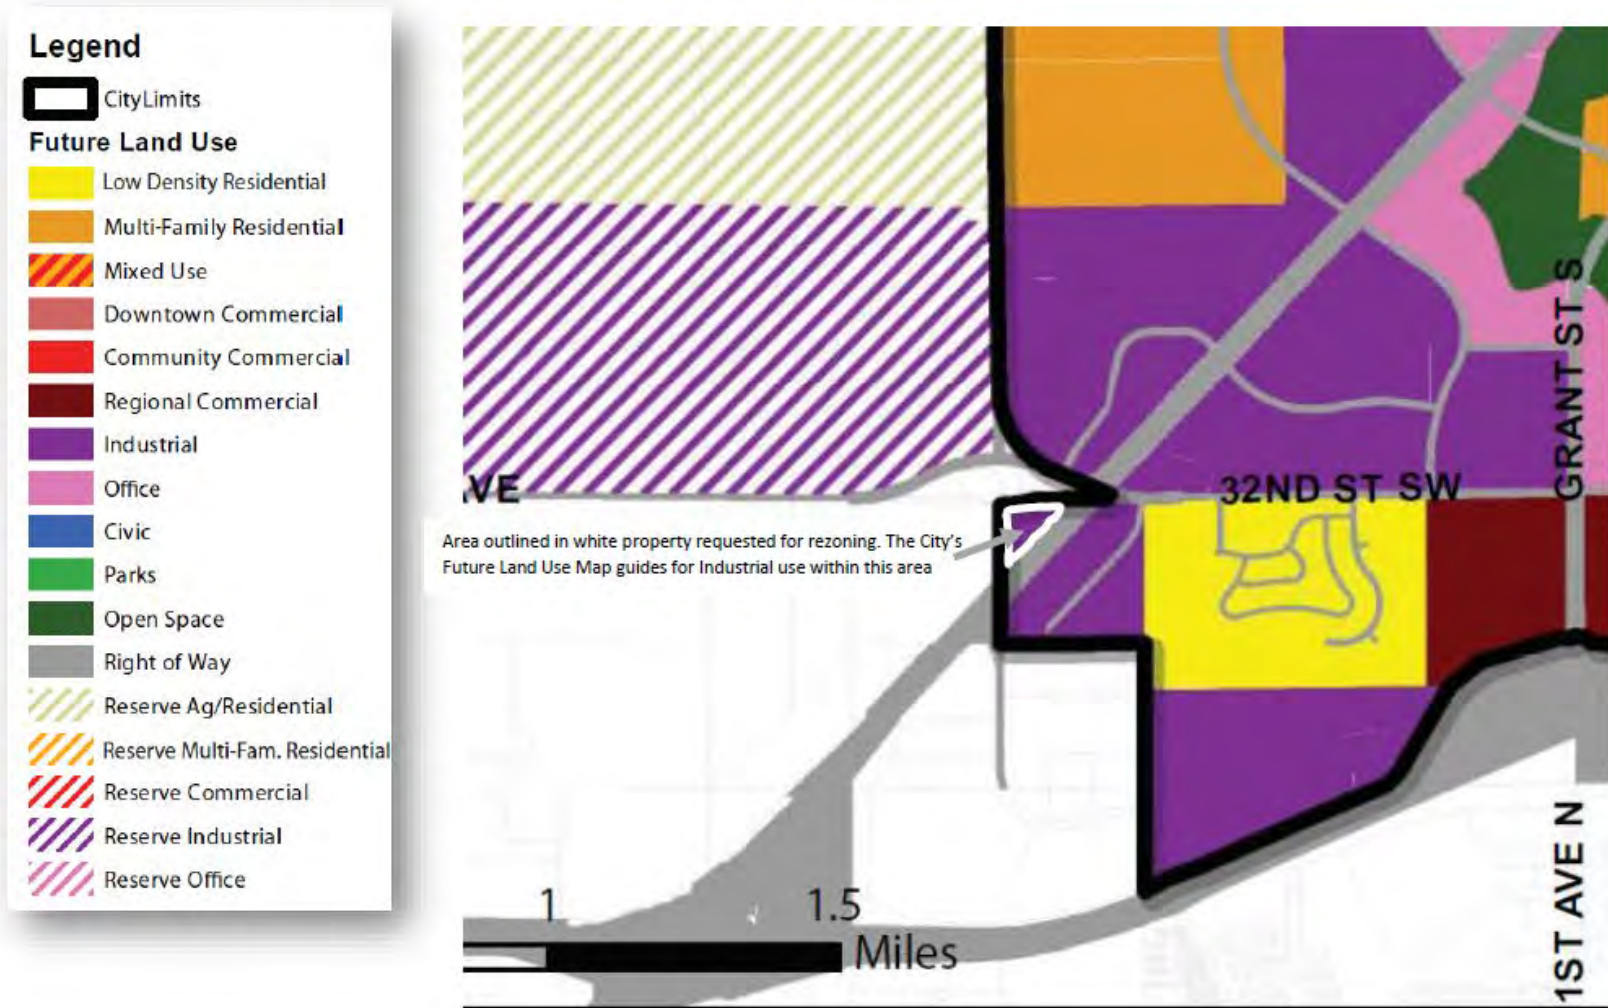 Legend
CityLimits
Future Land Use
Low Density Residential
Multi-Family Residential
Mixed Use
Downtown Commercial
Community Commercial
Regional Commercial
Industrial
Office
Civic
Parks
Open Space
Right of Way
Reserve Ag/Residential
Reserve Multi-Fam. Residential
Reserve Commercial
Reserve Industrial
Reserve Office
VE
32ND ST SW
GRANT ST S
Area outlined in white property requested for rezoning. The City's
Future Land Use Map guides for Industrial use within this area
1ST AVE N
1
1.5
Miles